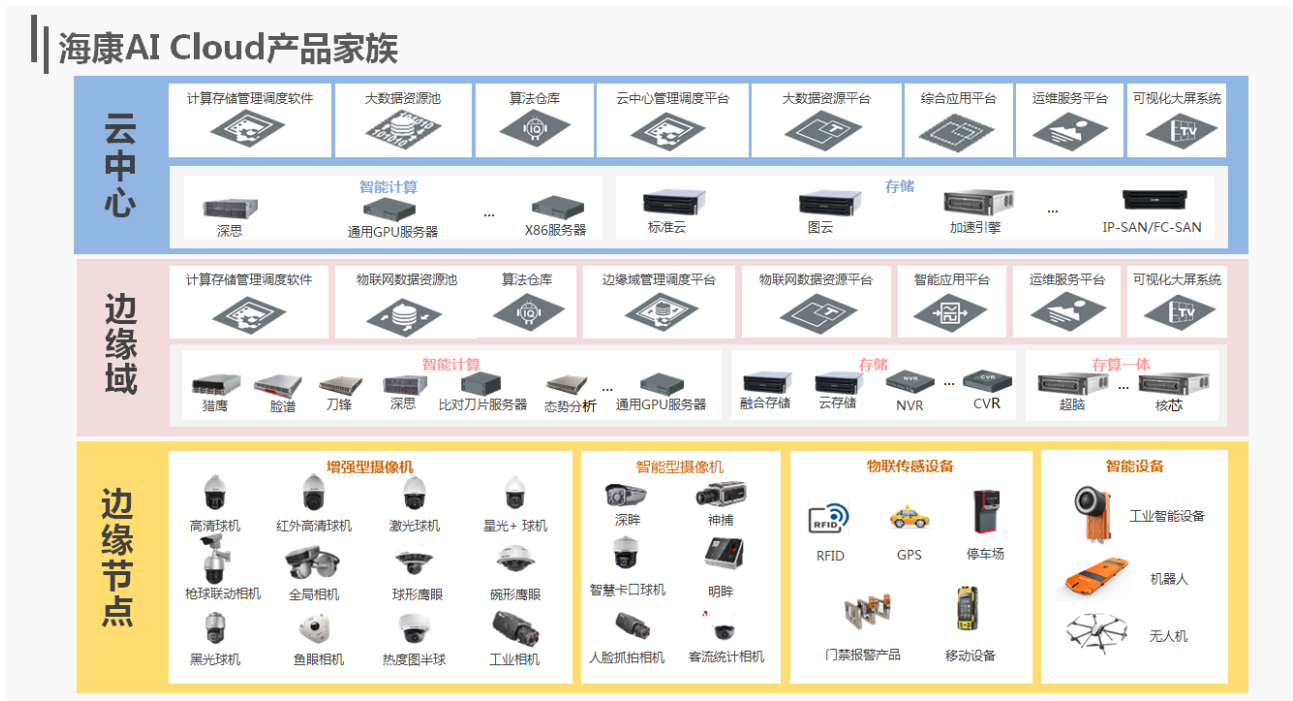 海康AI Cloud产品家族
云中心
计算存储管理调度软件 大数据资源池 算法仓库 云中心管理调度平台 大数据资源平台 综合应用平台 运维服务平台 可视化大屏系统
智能计算 存储
深思 通用GPU服务器 ... X86服务器 标准云 图云 加速引擎 ... IP-SAN/FC-SAN
边缘域
计算存储管理调度软件 物联网数据资源池 算法仓库 边缘域管理调度平台 物联网数据资源平台 智能应用平台 运维服务平台 可视化大屏系统
智能计算 存储 存算一体
猎鹰 脸谱 刀锋 深思 比对刀片服务器 态势分析 ... 通用GPU服务器 融合存储 云存储 NVR ... CVR 超脑 ... 核芯
边缘节点
增强型摄像机 智能型摄像机 物联传感设备 智能设备
高清球机 红外高清球机 激光球机 星光+ 球机
枪球联动相机 全局相机 球形鹰眼 碗形鹰眼
黑光球机 鱼眼相机 热度图半球 工业相机
深眸 神捕
智慧卡口球机 明眸
人脸抓拍相机 客流统计相机
RFID GPS 停车场
门禁报警产品 移动设备
工业智能设备
机器人
无人机